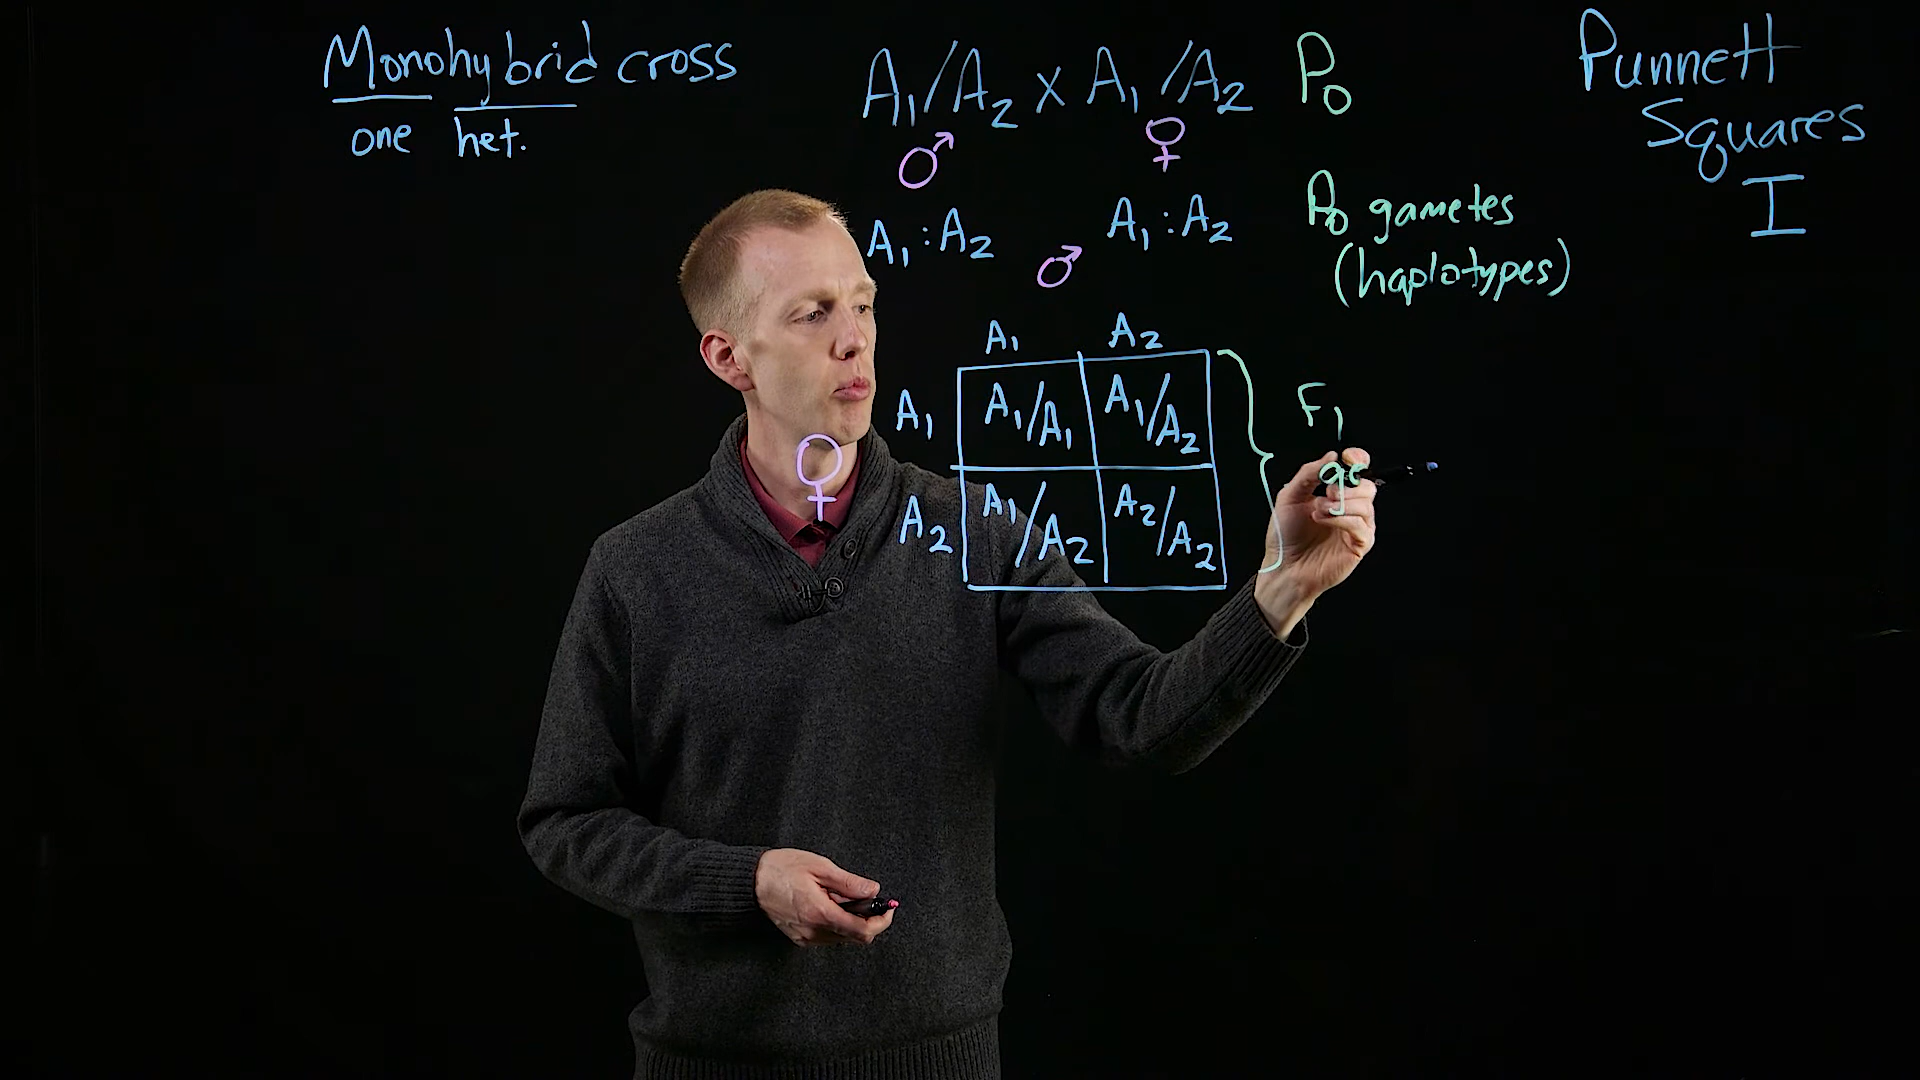 Monohybrid cross
one het.
A1/A2 x A1/A2 P0
♂ ♀
A1:A2 A1:A2
P0 gametes
(haplotypes)
♂
A1 A2
A1 A1/A1 A1/A2
♀
A2 A1/A2 A2/A2
F1
ge
Punnett
Squares
I